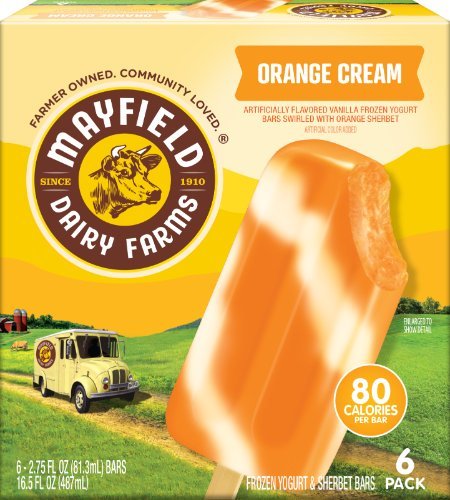 ORANGE CREAM
ARTIFICIALLY FLAVORED VANILLA FROZEN YOGURT
BARS SWIRLED WITH ORANGE SHERBET
ARTIFICIAL COLOR ADDED
FARMER OWNED. COMMUNITY LOVED.
MAYFIELD®
SINCE 1910
DAIRY FARMS
ENLARGED TO
SHOW DETAIL
80
CALORIES
PER BAR
6 - 2.75 FL OZ (81.3mL) BARS
16.5 FL OZ (487mL)
FROZEN YOGURT & SHERBET BARS
6
PACK